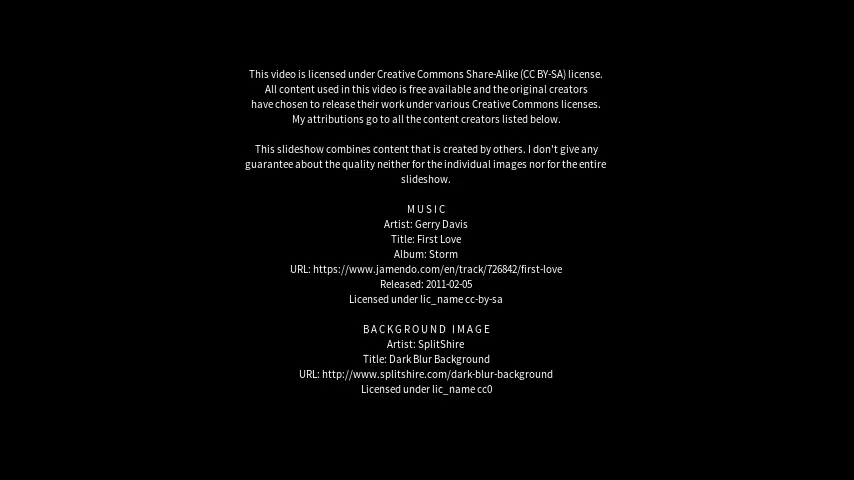 This video is licensed under Creative Commons Share-Alike (CC BY-SA) license.
All content used in this video is free available and the original creators
have chosen to release their work under various Creative Commons licenses.
My attributions go to all the content creators listed below.
This slideshow combines content that is created by others. I don't give any
guarantee about the quality neither for the individual images nor for the entire
slideshow.
MUSIC
Artist: Gerry Davis
Title: First Love
Album: Storm
URL: https://www.jamendo.com/en/track/726842/first-love
Released: 2011-02-05
Licensed under lic_name cc-by-sa
BACKGROUND IMAGE
Artist: SplitShire
Title: Dark Blur Background
URL: http://www.splitshire.com/dark-blur-background
Licensed under lic_name cc0